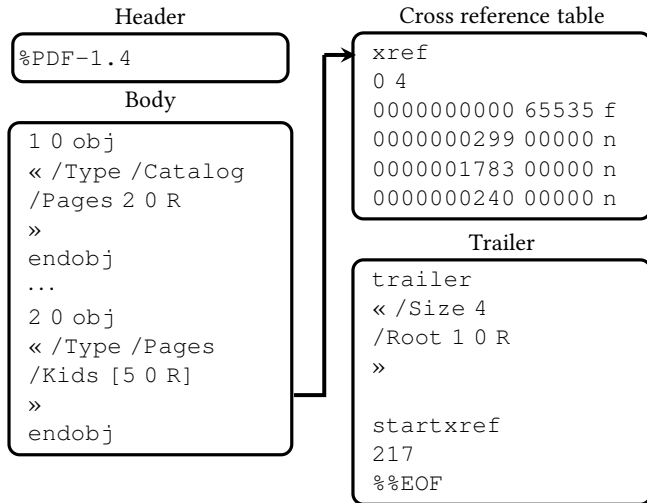 Header
%PDF-1.4
Body
1 0 obj
« /Type /Catalog
/Pages 2 0 R
»
endobj
...
2 0 obj
« /Type /Pages
/Kids [5 0 R]
»
endobj
Cross reference table
xref
0 4
0000000000 65535 f
0000000299 00000 n
0000001783 00000 n
0000000240 00000 n
Trailer
trailer
« /Size 4
/Root 1 0 R
»
startxref
217
%%EOF